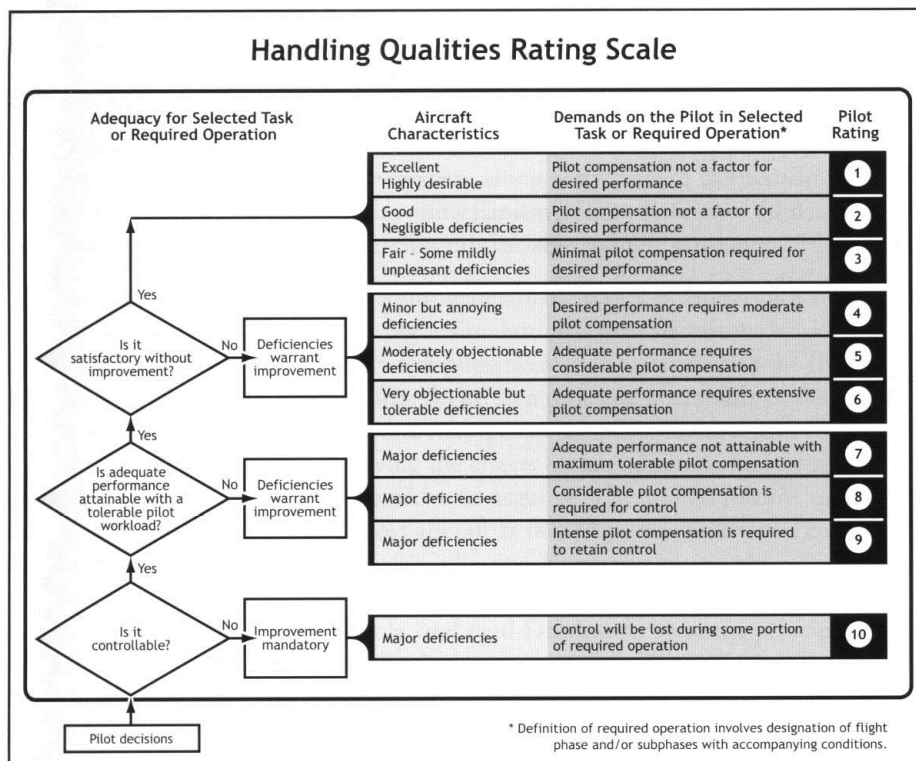 Handling Qualities Rating Scale
Adequacy for Selected Task
or Required Operation
Aircraft
Characteristics
Demands on the Pilot in Selected
Task or Required Operation*
Pilot
Rating
Excellent
Highly desirable
Pilot compensation not a factor for
desired performance
1
Good
Negligible deficiencies
Pilot compensation not a factor for
desired performance
2
Fair – Some mildly
unpleasant deficiencies
Minimal pilot compensation required for
desired performance
3
Yes
Is it
satisfactory without
improvement?
No
Deficiencies
warrant
improvement
Minor but annoying
deficiencies
Desired performance requires moderate
pilot compensation
4
Moderately objectionable
deficiencies
Adequate performance requires
considerable pilot compensation
5
Very objectionable but
tolerable deficiencies
Adequate performance requires extensive
pilot compensation
6
Yes
Is adequate
performance
attainable with a
tolerable pilot
workload?
No
Deficiencies
warrant
improvement
Major deficiencies
Adequate performance not attainable with
maximum tolerable pilot compensation
7
Major deficiencies
Considerable pilot compensation is
required for control
8
Major deficiencies
Intense pilot compensation is required
to retain control
9
Yes
Is it
controllable?
No
Improvement
mandatory
Major deficiencies
Control will be lost during some portion
of required operation
10
Pilot decisions
* Definition of required operation involves designation of flight
phase and/or subphases with accompanying conditions.